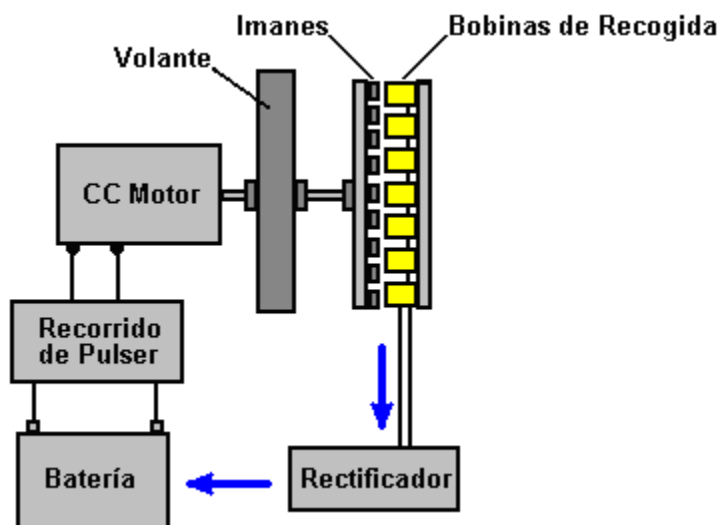 Imanes
Bobinas de Recogida
Volante
CC Motor
Recorrido
de Pulser
Batería
Rectificador